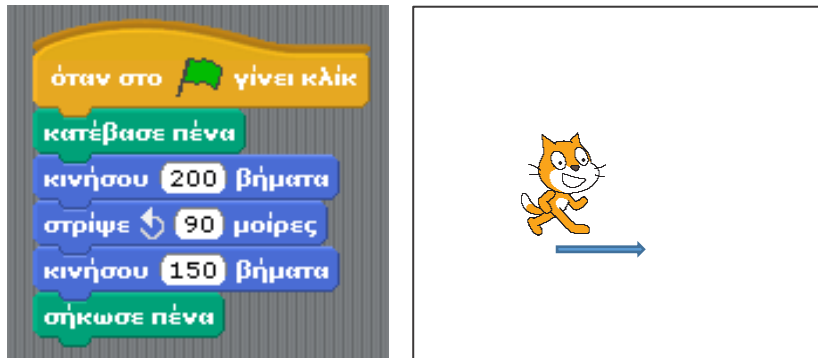 όταν στο γίνει κλίκ
κατέβασε πένα
κινήσου 200 βήματα
στρίψε 90 μοίρες
κινήσου 150 βήματα
σήκωσε πένα